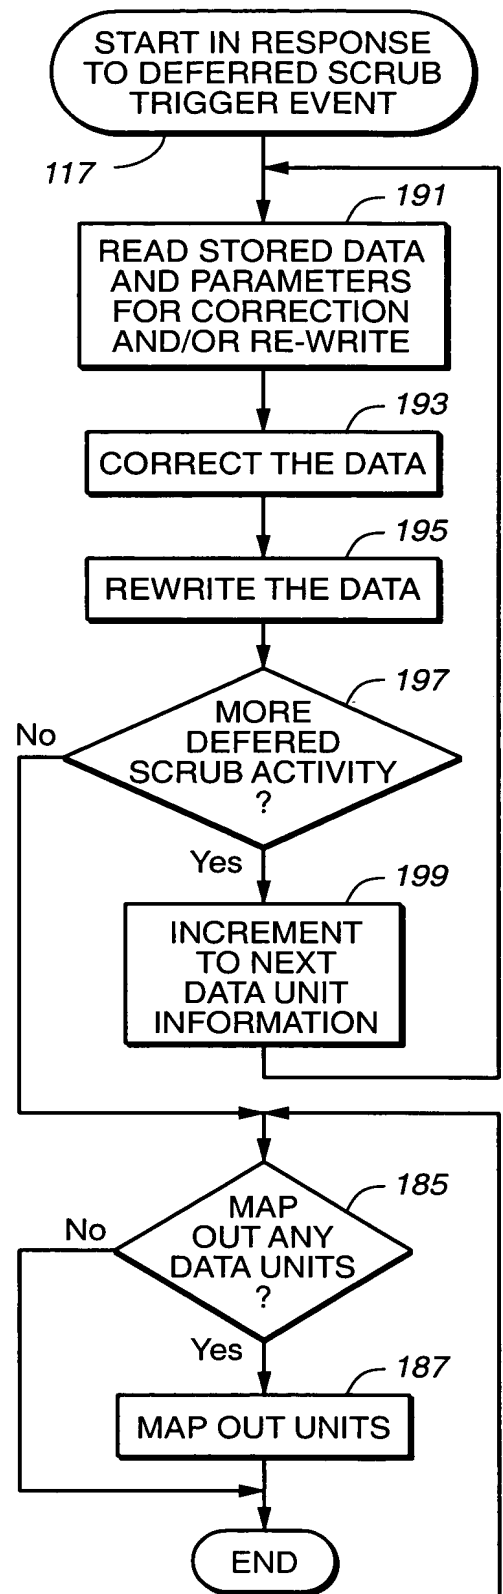 START IN RESPONSE
TO DEFERRED SCRUB
TRIGGER EVENT
117
191
READ STORED DATA
AND PARAMETERS
FOR CORRECTION
AND/OR RE-WRITE
193
CORRECT THE DATA
195
REWRITE THE DATA
197
MORE
DEFERED
SCRUB ACTIVITY
?
No
Yes
199
INCREMENT
TO NEXT
DATA UNIT
INFORMATION
185
MAP
OUT ANY
DATA UNITS
?
No
Yes
187
MAP OUT UNITS
END